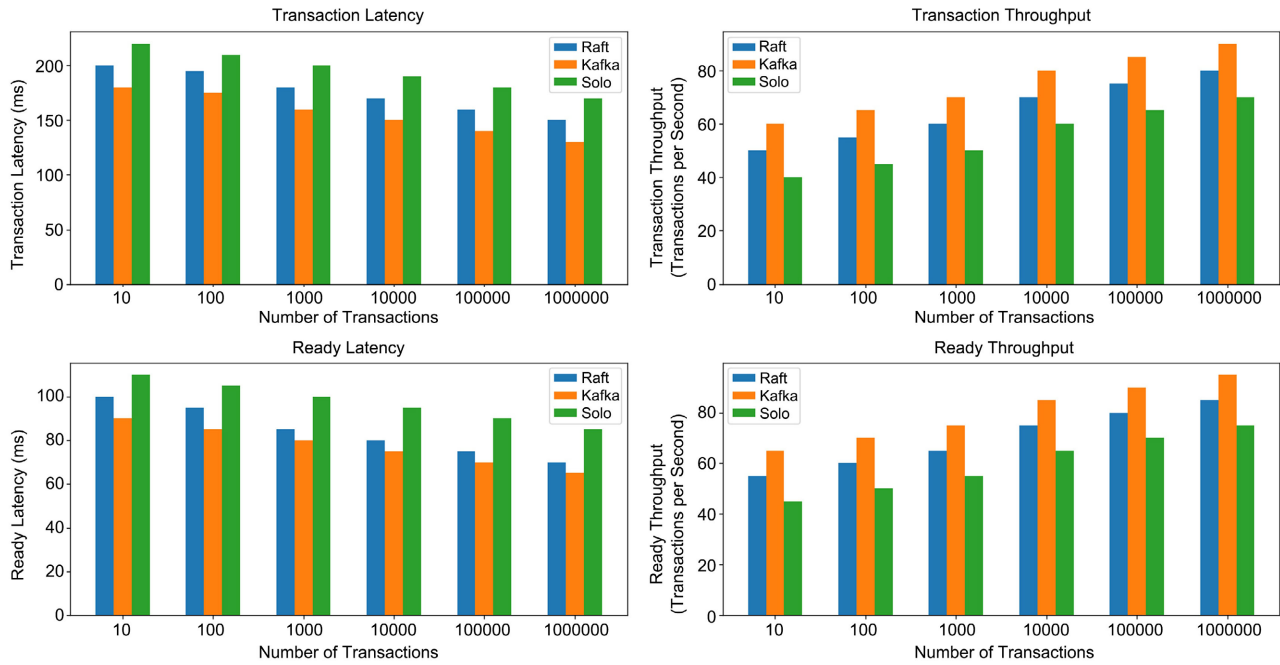 Transaction Latency
Transaction Latency (ms)
200
150
100
50
0
Raft
Kafka
Solo
10 100 1000 10000 100000 1000000
Number of Transactions
Transaction Throughput
Transaction Throughput
(Transactions per Second)
80
60
40
20
0
Raft
Kafka
Solo
10 100 1000 10000 100000 1000000
Number of Transactions
Ready Latency
Ready Latency (ms)
100
80
60
40
20
0
Raft
Kafka
Solo
10 100 1000 10000 100000 1000000
Number of Transactions
Ready Throughput
Ready Throughput
(Transactions per Second)
80
60
40
20
0
Raft
Kafka
Solo
10 100 1000 10000 100000 1000000
Number of Transactions